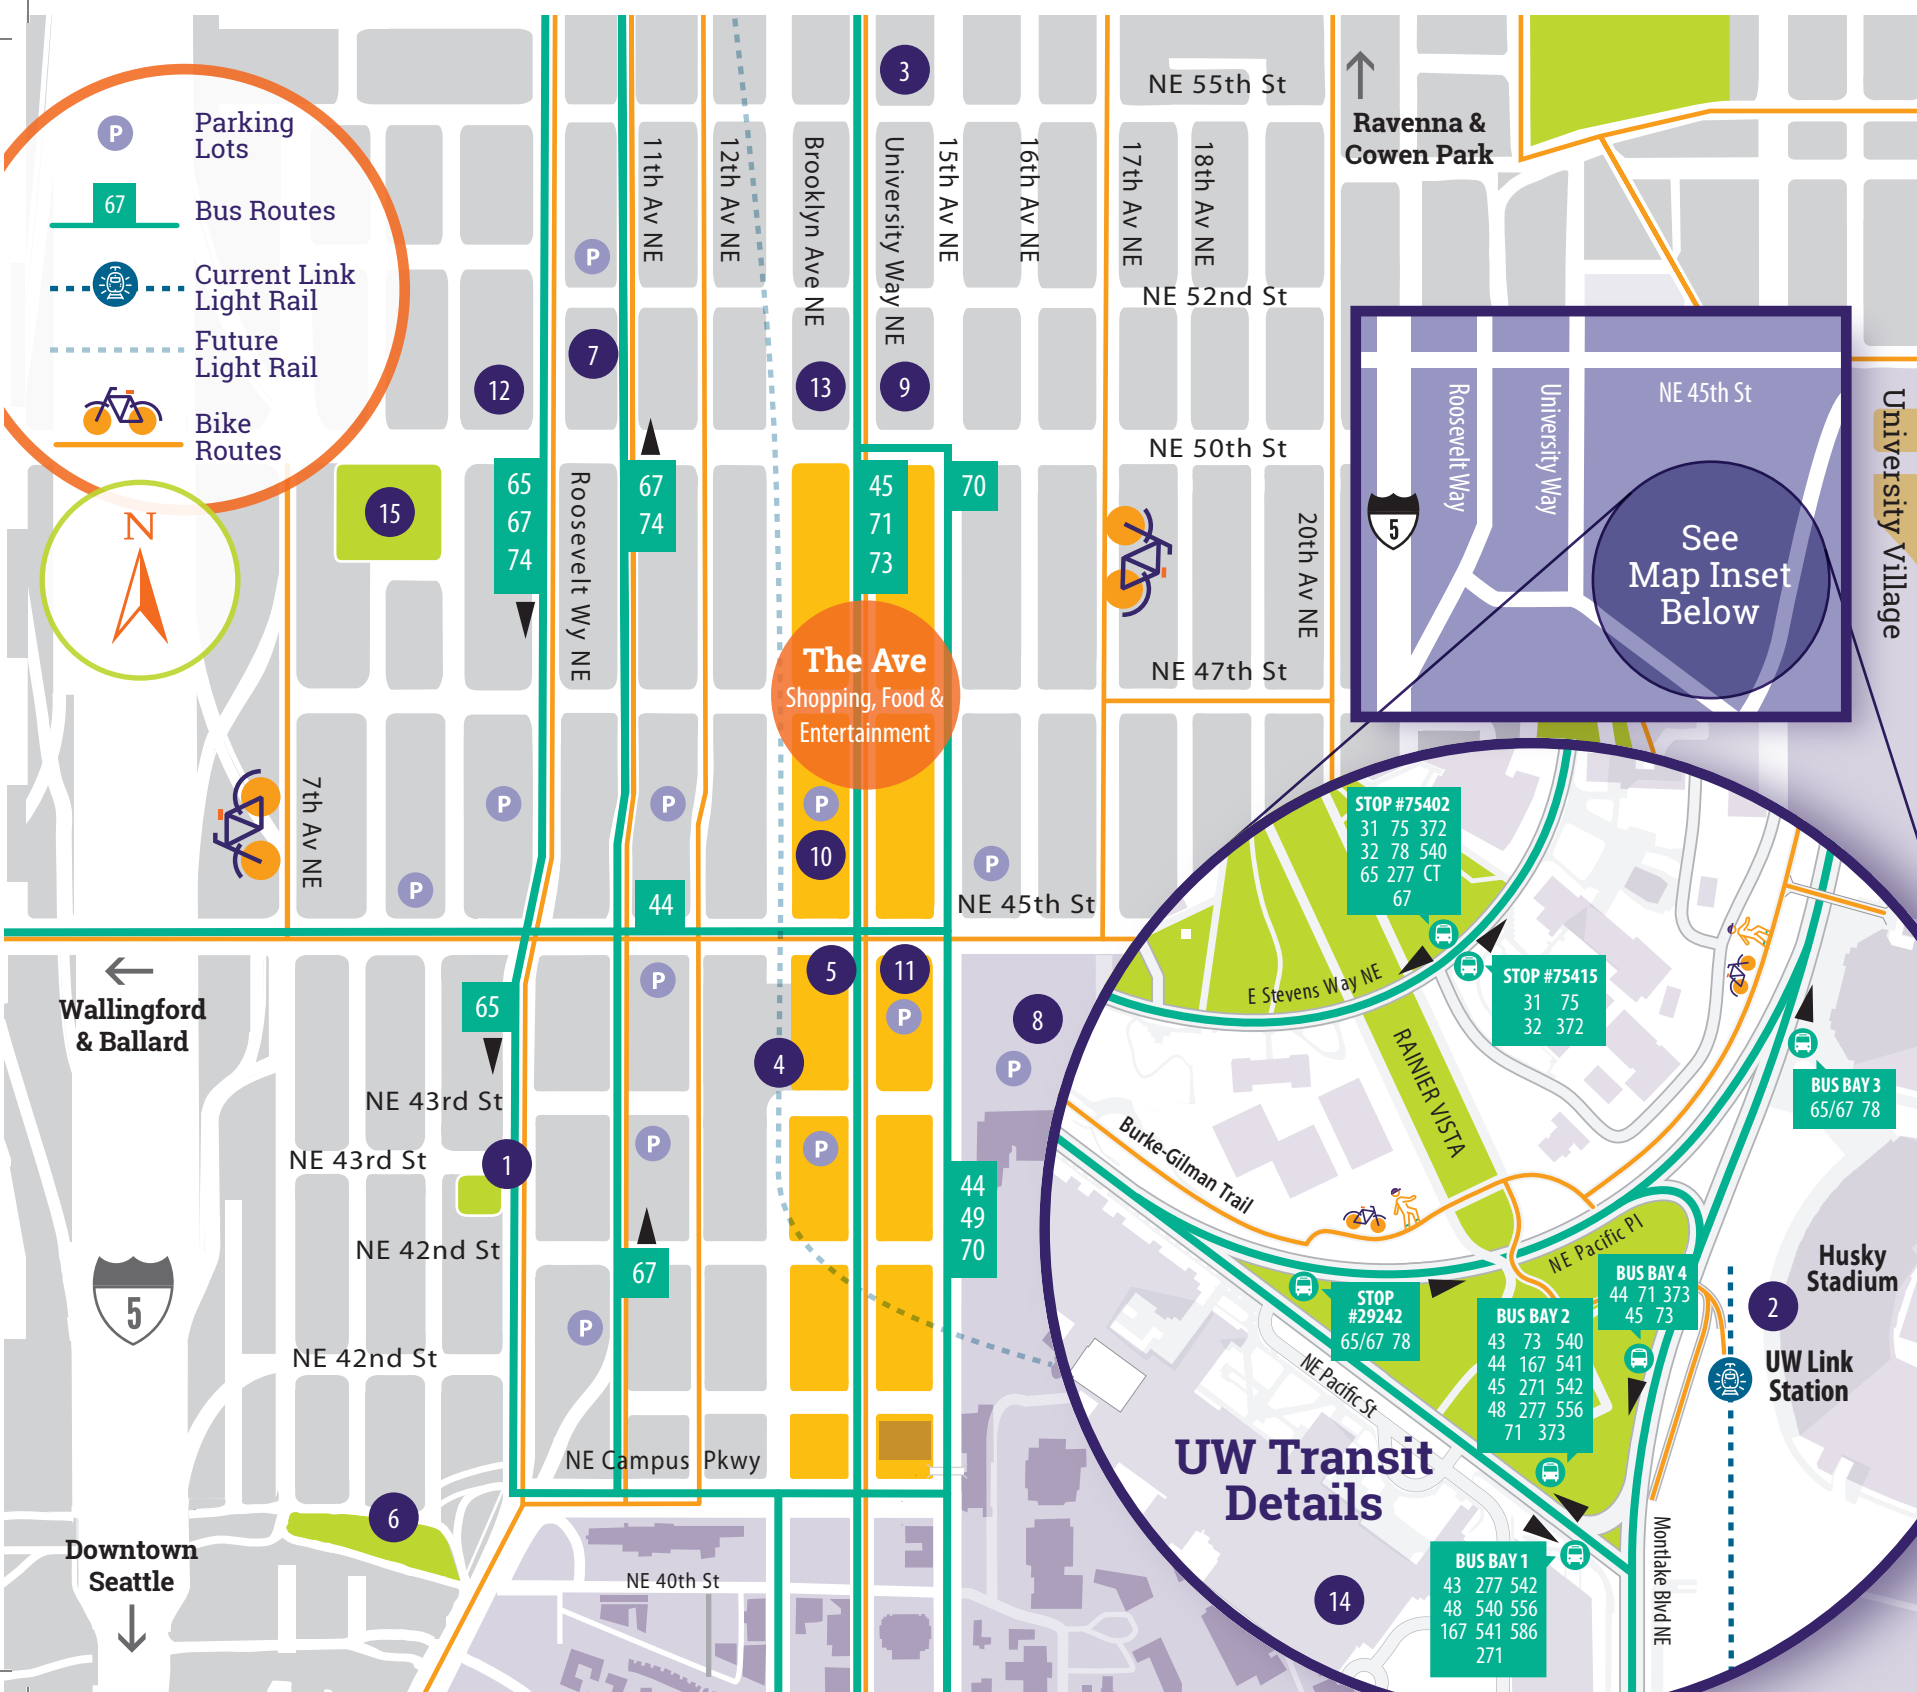 Parking
Lots
P
67
Bus Routes
Current Link
Light Rail
Future
Light Rail
Bike
Routes
N
3
NE 55th St
Ravenna &
Cowen Park
11th Av NE
12th Av NE
Brooklyn Ave NE
University Way NE
15th Av NE
16th Av NE
17th Av NE
18th Av NE
P
NE 52nd St
7
12
13
9
NE 50th St
15
65
67
74
Roosevelt Wy NE
67
74
45
71
73
70
20th Av NE
NE 47th St
The Ave
Shopping, Food &
Entertainment
Roosevelt Way
University Way
NE 45th St
5
See
Map Inset
Below
University Village
7th Av NE
P
P
P
10
P
P
44
NE 45th St
Wallingford
& Ballard
65
P
5
11
P
8
P
4
NE 43rd St
NE 43rd St
1
P
P
NE 42nd St
44
49
70
67
5
P
NE 42nd St
NE Campus Pkwy
6
Downtown
Seattle
NE 40th St
STOP #75402
31 75 372
32 78 540
65 277 CT
67
E Stevens Way NE
STOP #75415
31 75
32 372
RAINIER VISTA
BUS BAY 3
65/67 78
Burke-Gilman Trail
NE Pacific Pl
STOP
#29242
65/67 78
BUS BAY 4
44 71 373
45 73
BUS BAY 2
43 73 540
44 167 541
45 271 542
48 277 556
71 373
Husky
Stadium
2
UW Link
Station
NE Pacific St
UW Transit
Details
Montlake Blvd NE
14
BUS BAY 1
43 277 542
48 540 556
167 541 586
271